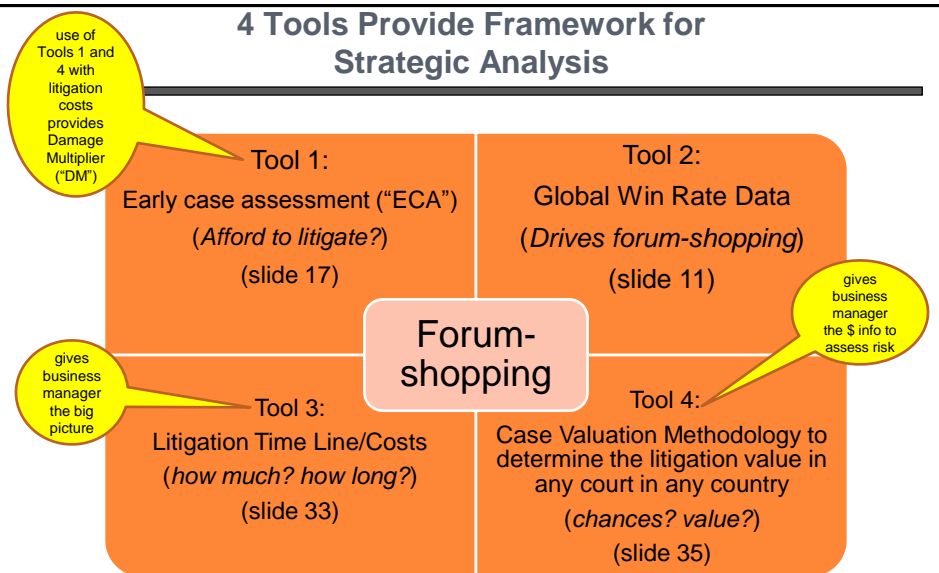 4 Tools Provide Framework for
Strategic Analysis
use of
Tools 1 and
4 with
litigation
costs
provides
Damage
Multiplier
(“DM”)
Tool 1:
Early case assessment (“ECA”)
(Afford to litigate?)
(slide 17)
Tool 2:
Global Win Rate Data
(Drives forum-shopping)
(slide 11)
gives
business
manager
the $ info to
assess risk
Forum-
shopping
gives
business
manager
the big
picture
Tool 3:
Litigation Time Line/Costs
(how much? how long?)
(slide 33)
Tool 4:
Case Valuation Methodology to
determine the litigation value in
any court in any country
(chances? value?)
(slide 35)